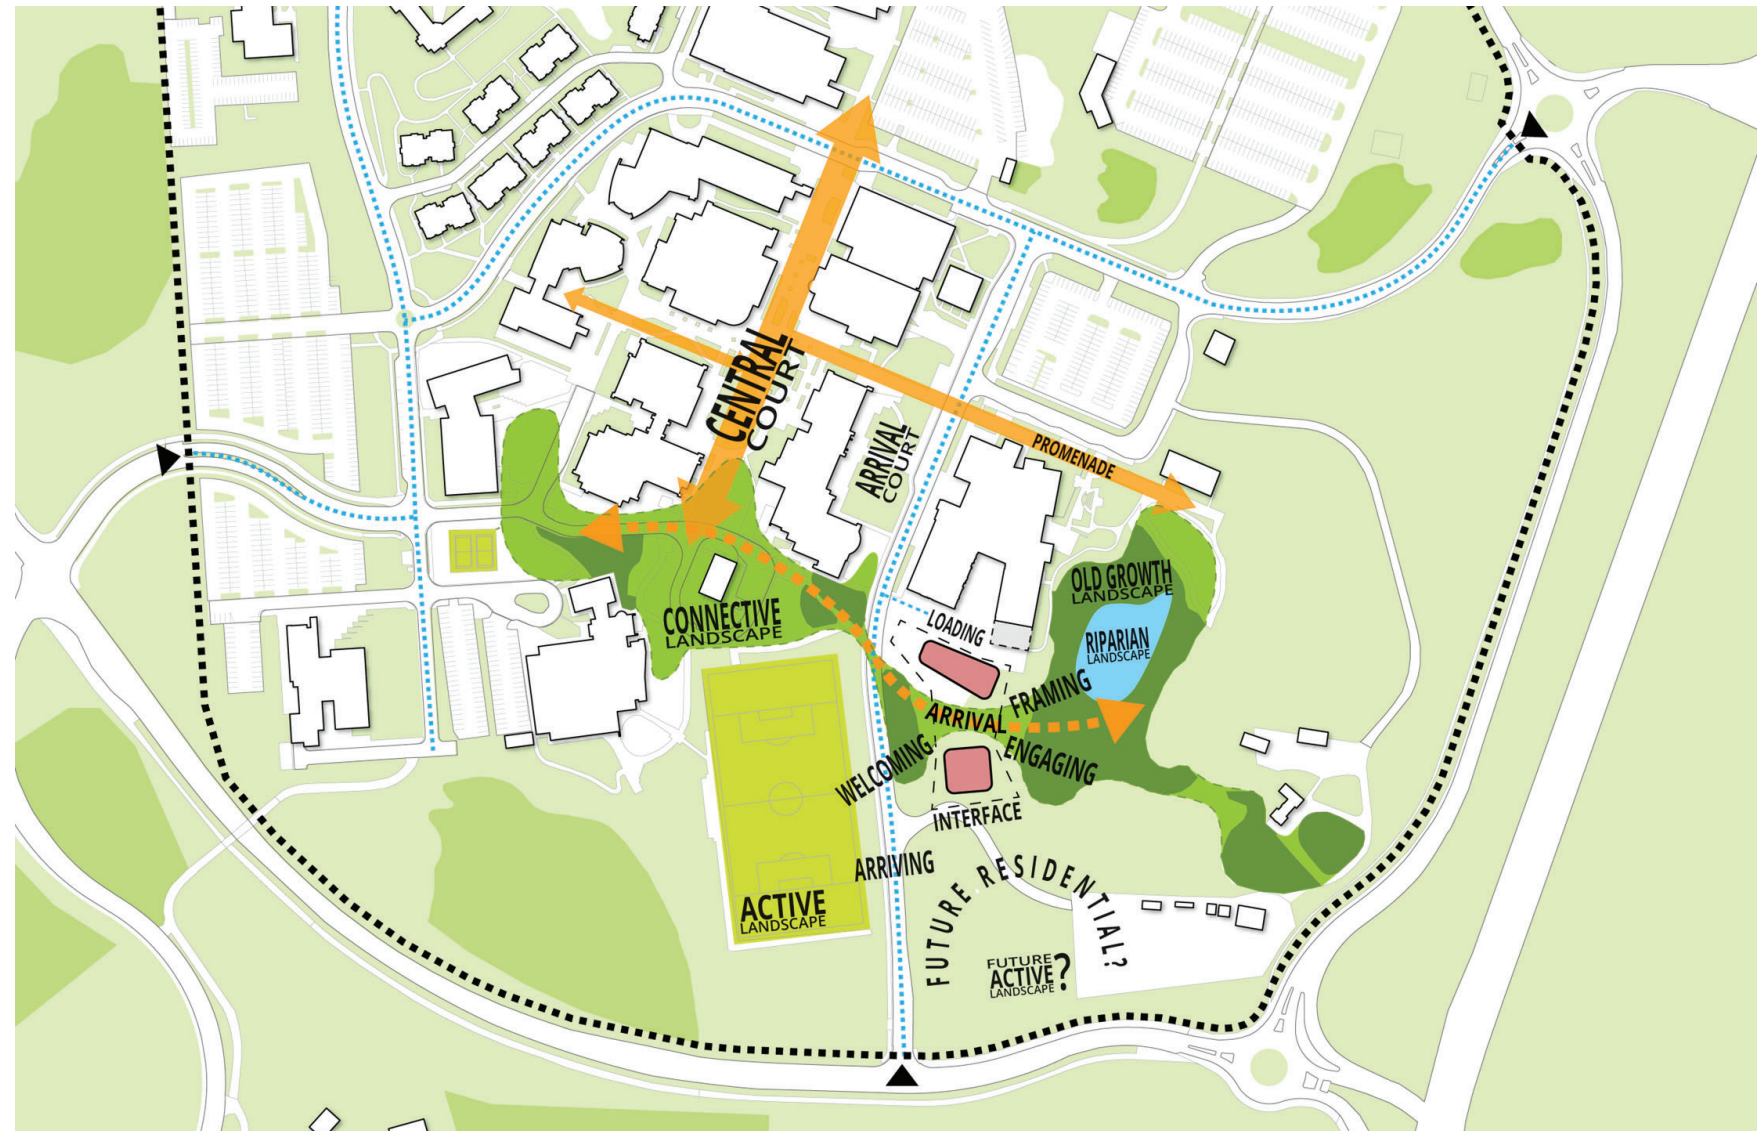 CENTRAL
COURT
ARRIVAL
COURT
PROMENADE
OLD GROWTH
LANDSCAPE
CONNECTIVE
LANDSCAPE
LOADING
RIPARIAN
LANDSCAPE
FRAMING
ARRIVAL
WELCOMING
ENGAGING
INTERFACE
ARRIVING
ACTIVE
LANDSCAPE
FUTURE RESIDENTIAL?
FUTURE
ACTIVE
LANDSCAPE
?